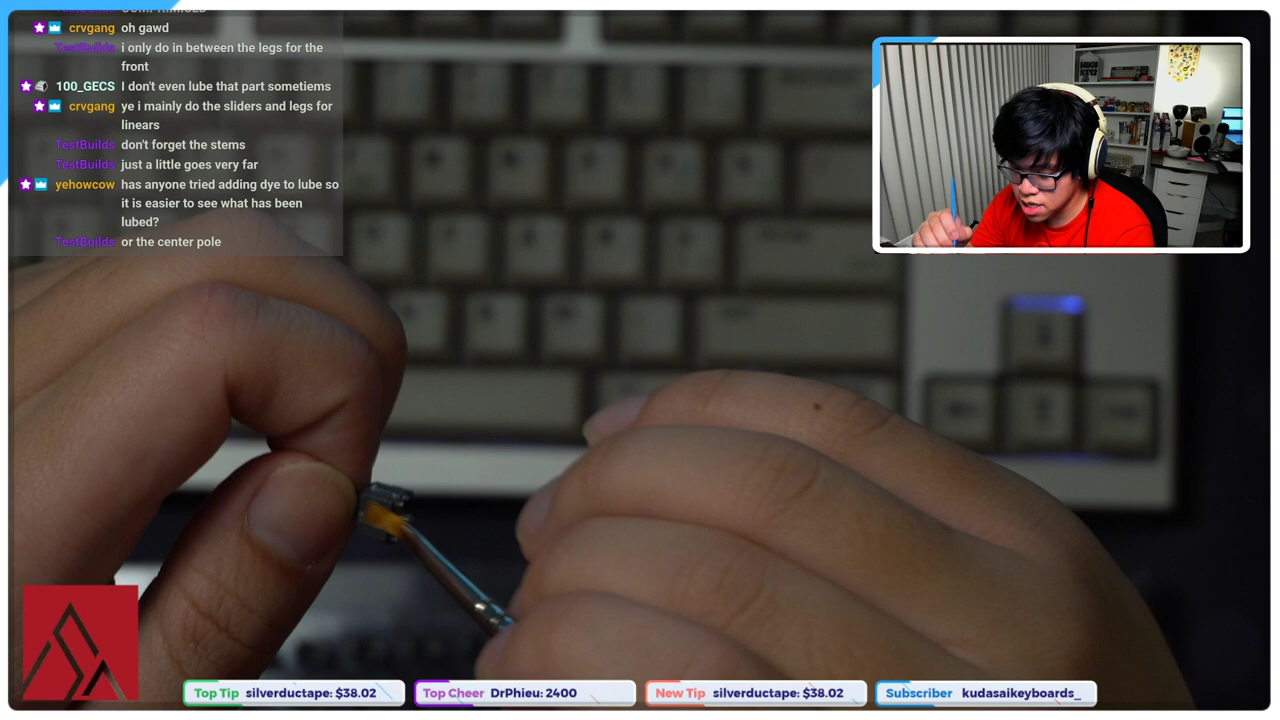 crvgang oh gawd
TestBuilds i only do in between the legs for the
front
100_GECS I don't even lube that part sometiems
crvgang ye i mainly do the sliders and legs for
linears
TestBuilds don't forget the stems
TestBuilds just a little goes very far
yehowcow has anyone tried adding dye to lube so
it is easier to see what has been
lubed?
TestBuilds or the center pole
Top Tip silverductape: $38.02
Top Cheer DrPhieu: 2400
New Tip silverductape: $38.02
Subscriber kudasaikeyboards_